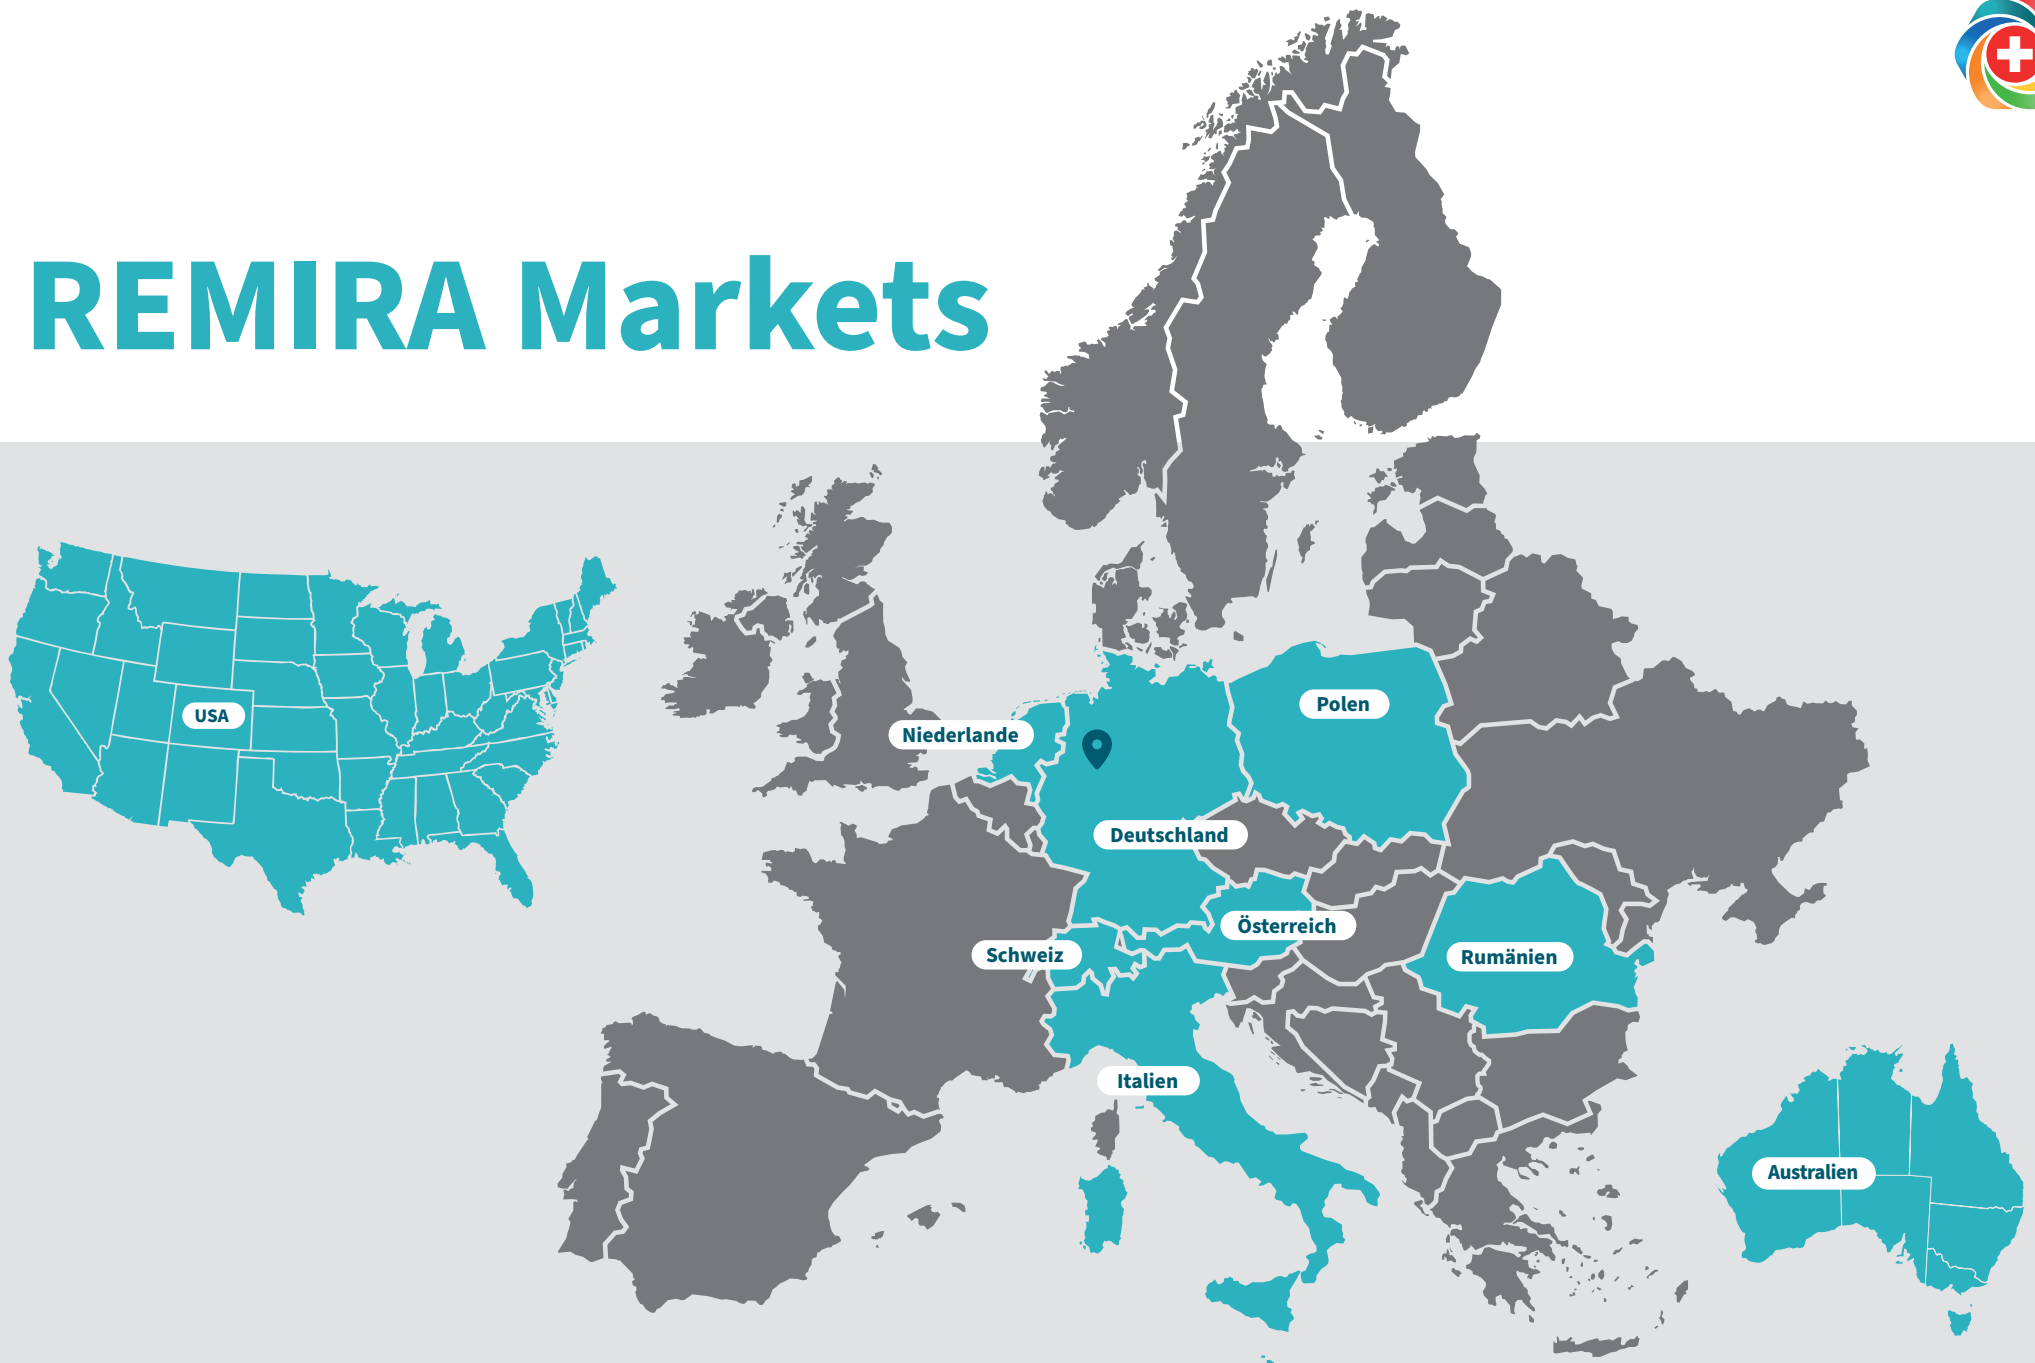 REMIRA Markets
USA
Niederlande
Polen
Deutschland
Österreich
Schweiz
Rumänien
Italien
Australien